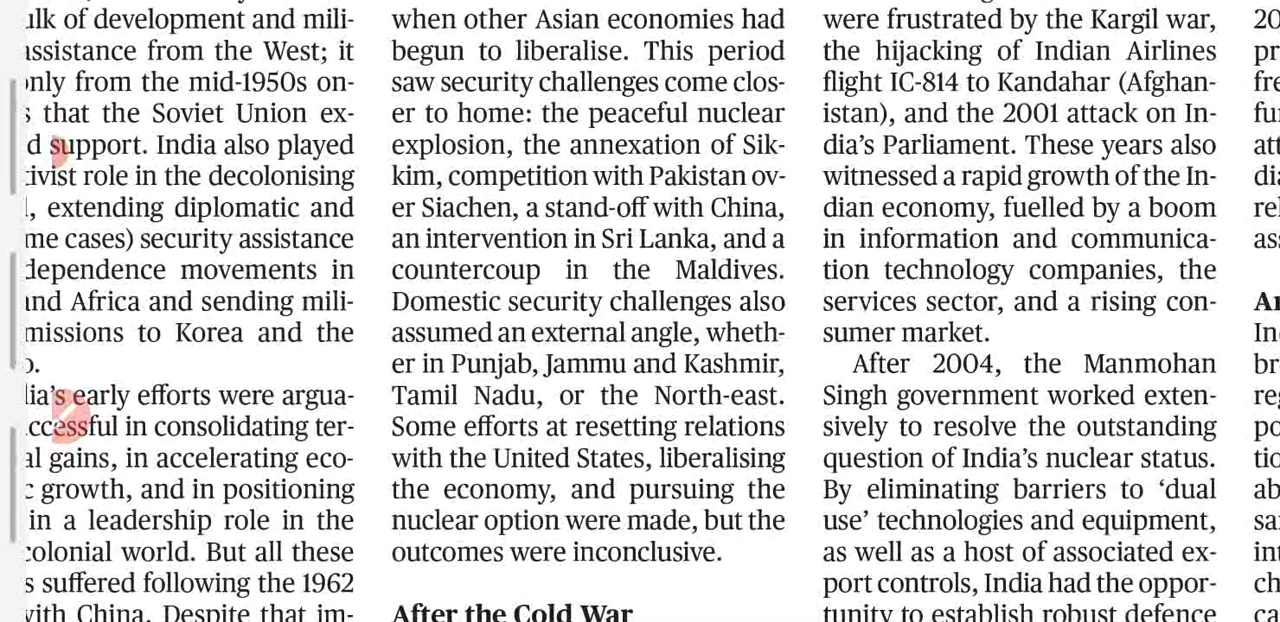 of development and mili-
assistance from the West; it
only from the mid-1950s on-
that the Soviet Union ex-
support. India also played
role in the decolonising
extending diplomatic and
cases) security assistance
movements in
and Africa and sending mili-
missions to Korea and the
early efforts were argua-
in consolidating ter-
gains, in accelerating eco-
growth, and in positioning
in a leadership role in the
world. But all these
suffered following the 1962
with China. Despite that im-
when other Asian economies had
begun to liberalise. This period
saw security challenges come clos-
er to home: the peaceful nuclear
explosion, the annexation of Sik-
kim, competition with Pakistan ov-
er Siachen, a stand-off with China,
an intervention in Sri Lanka, and a
countercoup in the Maldives.
Domestic security challenges also
assumed an external angle, wheth-
er in Punjab, Jammu and Kashmir,
Tamil Nadu, or the North-east.
Some efforts at resetting relations
with the United States, liberalising
the economy, and pursuing the
nuclear option were made, but the
outcomes were inconclusive.
After the Cold War
were frustrated by the Kargil war,
the hijacking of Indian Airlines
flight IC-814 to Kandahar (Afghan-
istan), and the 2001 attack on In-
dia's Parliament. These years also
witnessed a rapid growth of the In-
dian economy, fuelled by a boom
in information and communica-
tion technology companies, the
services sector, and a rising con-
sumer market.
After 2004, the Manmohan
Singh government worked exten-
sively to resolve the outstanding
question of India's nuclear status.
By eliminating barriers to 'dual
use' technologies and equipment,
as well as a host of associated ex-
port controls, India had the oppor-
tunity to establish robust defence